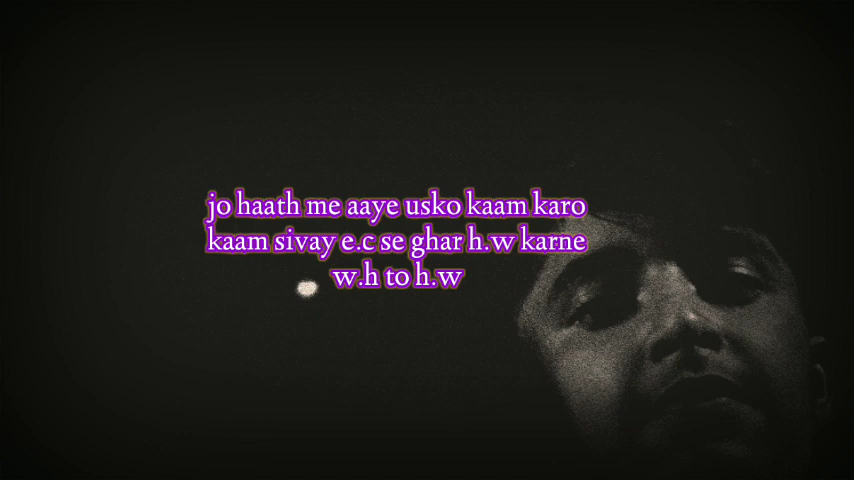 jo haath me aaye usko kaam karo
kaam sivay e.c se ghar h.w karne
w.h to h.w